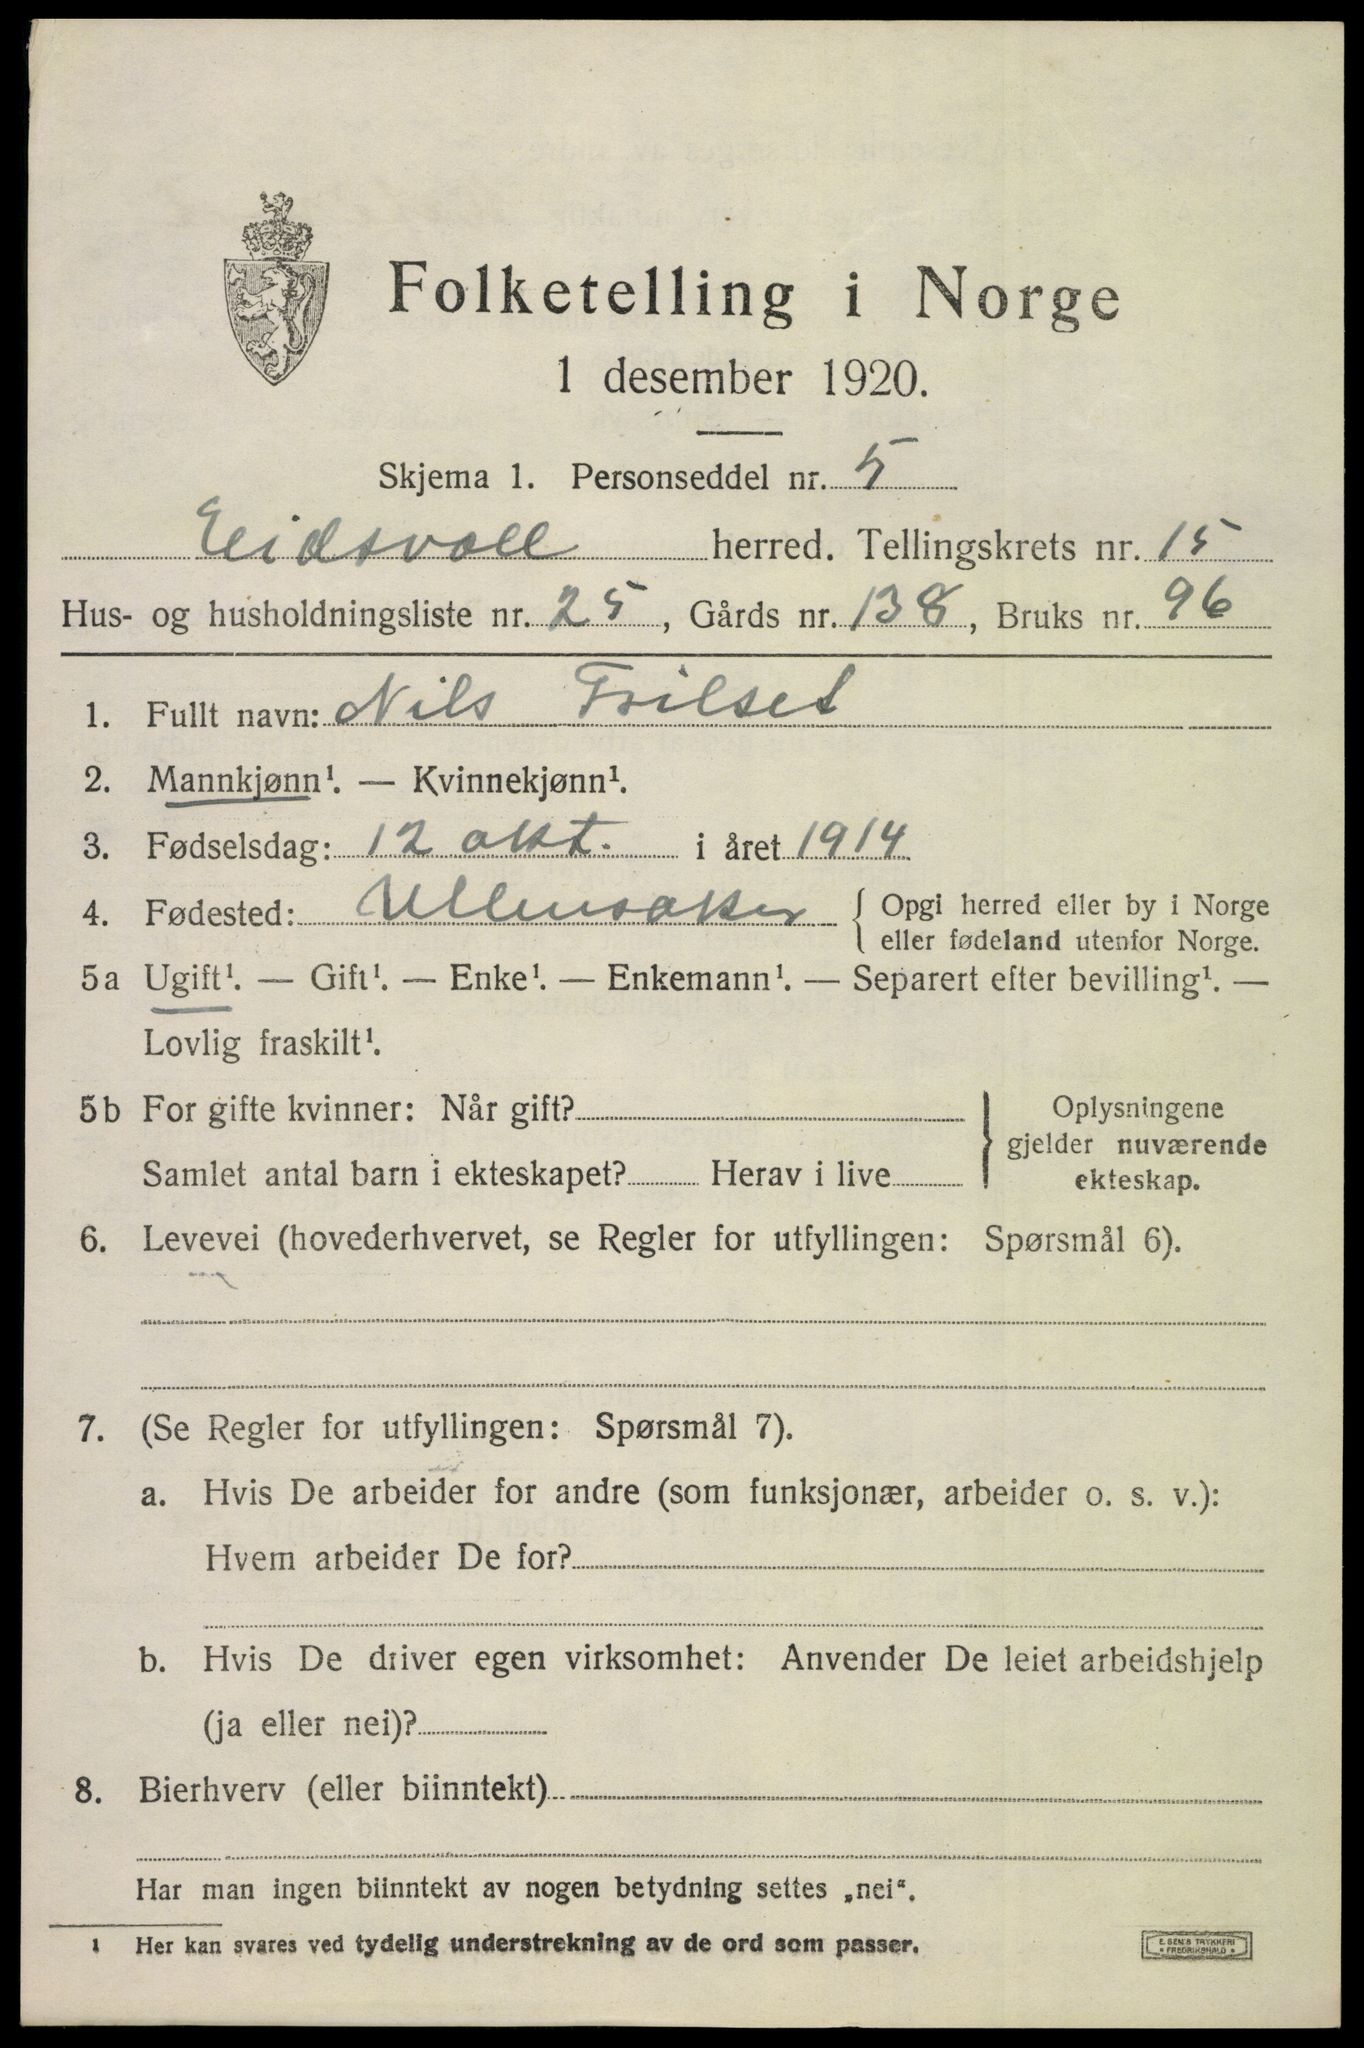 Folketelling i Norge
1 desember 1920.
Skjema 1. Personseddel nr. 5
Eidsvoll herred. Tellingskrets nr. 15
Hus- og husholdningsliste nr. 25, Gårds nr. 138, Bruks nr. 96
1. Fullt navn: Nils Trilset
2. Mannkjønn¹. — Kvinnekjønn¹.
3. Fødselsdag: 12 okt. i året 1914
4. Fødested: Ullensaker { Opgi herred eller by i Norge
eller fødeland utenfor Norge.
5a Ugift¹. — Gift¹. — Enke¹. — Enkemann¹. — Separert efter bevilling¹. —
Lovlig fraskilt¹.
5b For gifte kvinner: Når gift?
Samlet antal barn i ekteskapet? Herav i live
Oplysningene
gjelder nuværende
ekteskap.
6. Levevei (hovederhvervet, se Regler for utfyllingen: Spørsmål 6).
7. (Se Regler for utfyllingen: Spørsmål 7).
a. Hvis De arbeider for andre (som funksjonær, arbeider o. s. v.):
Hvem arbeider De for?
b. Hvis De driver egen virksomhet: Anvender De leiet arbeidshjelp
(ja eller nei)?
8. Bierhverv (eller biinntekt)
Har man ingen biinntekt av nogen betydning settes „nei“.
1 Her kan svares ved tydelig understrekning av de ord som passer.
E. SEM'S TRYKKERI
FREDRIKSHALD